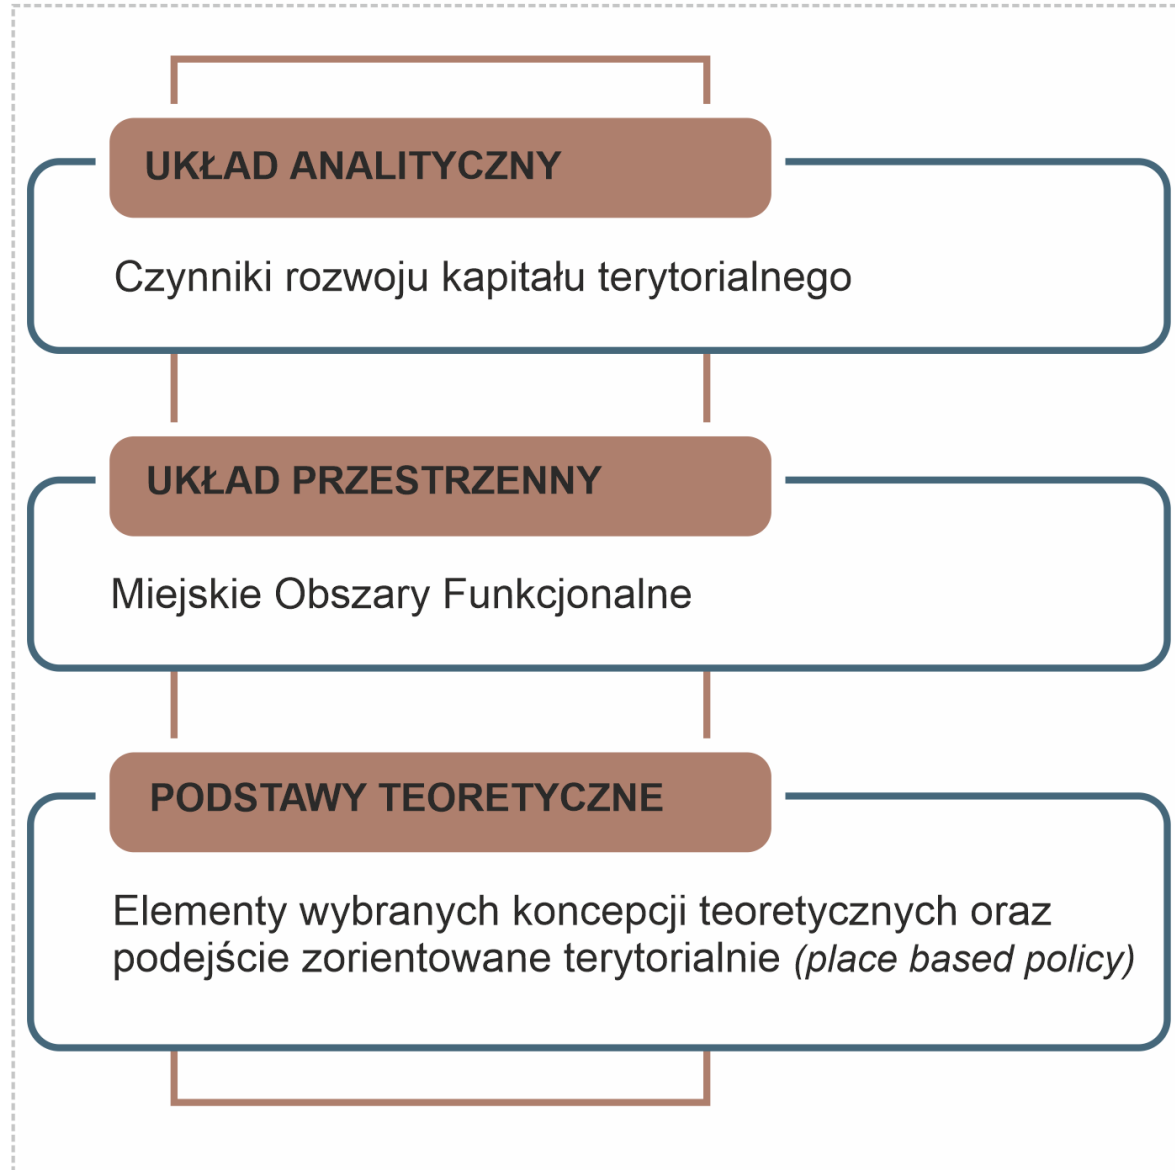 UKŁAD ANALITYCZNY
Czynniki rozwoju kapitału terytorialnego
UKŁAD PRZESTRZENNY
Miejskie Obszary Funkcjonalne
PODSTAWY TEORETYCZNE
Elementy wybranych koncepcji teoretycznych oraz
podejście zorientowane terytorialnie (place based policy)